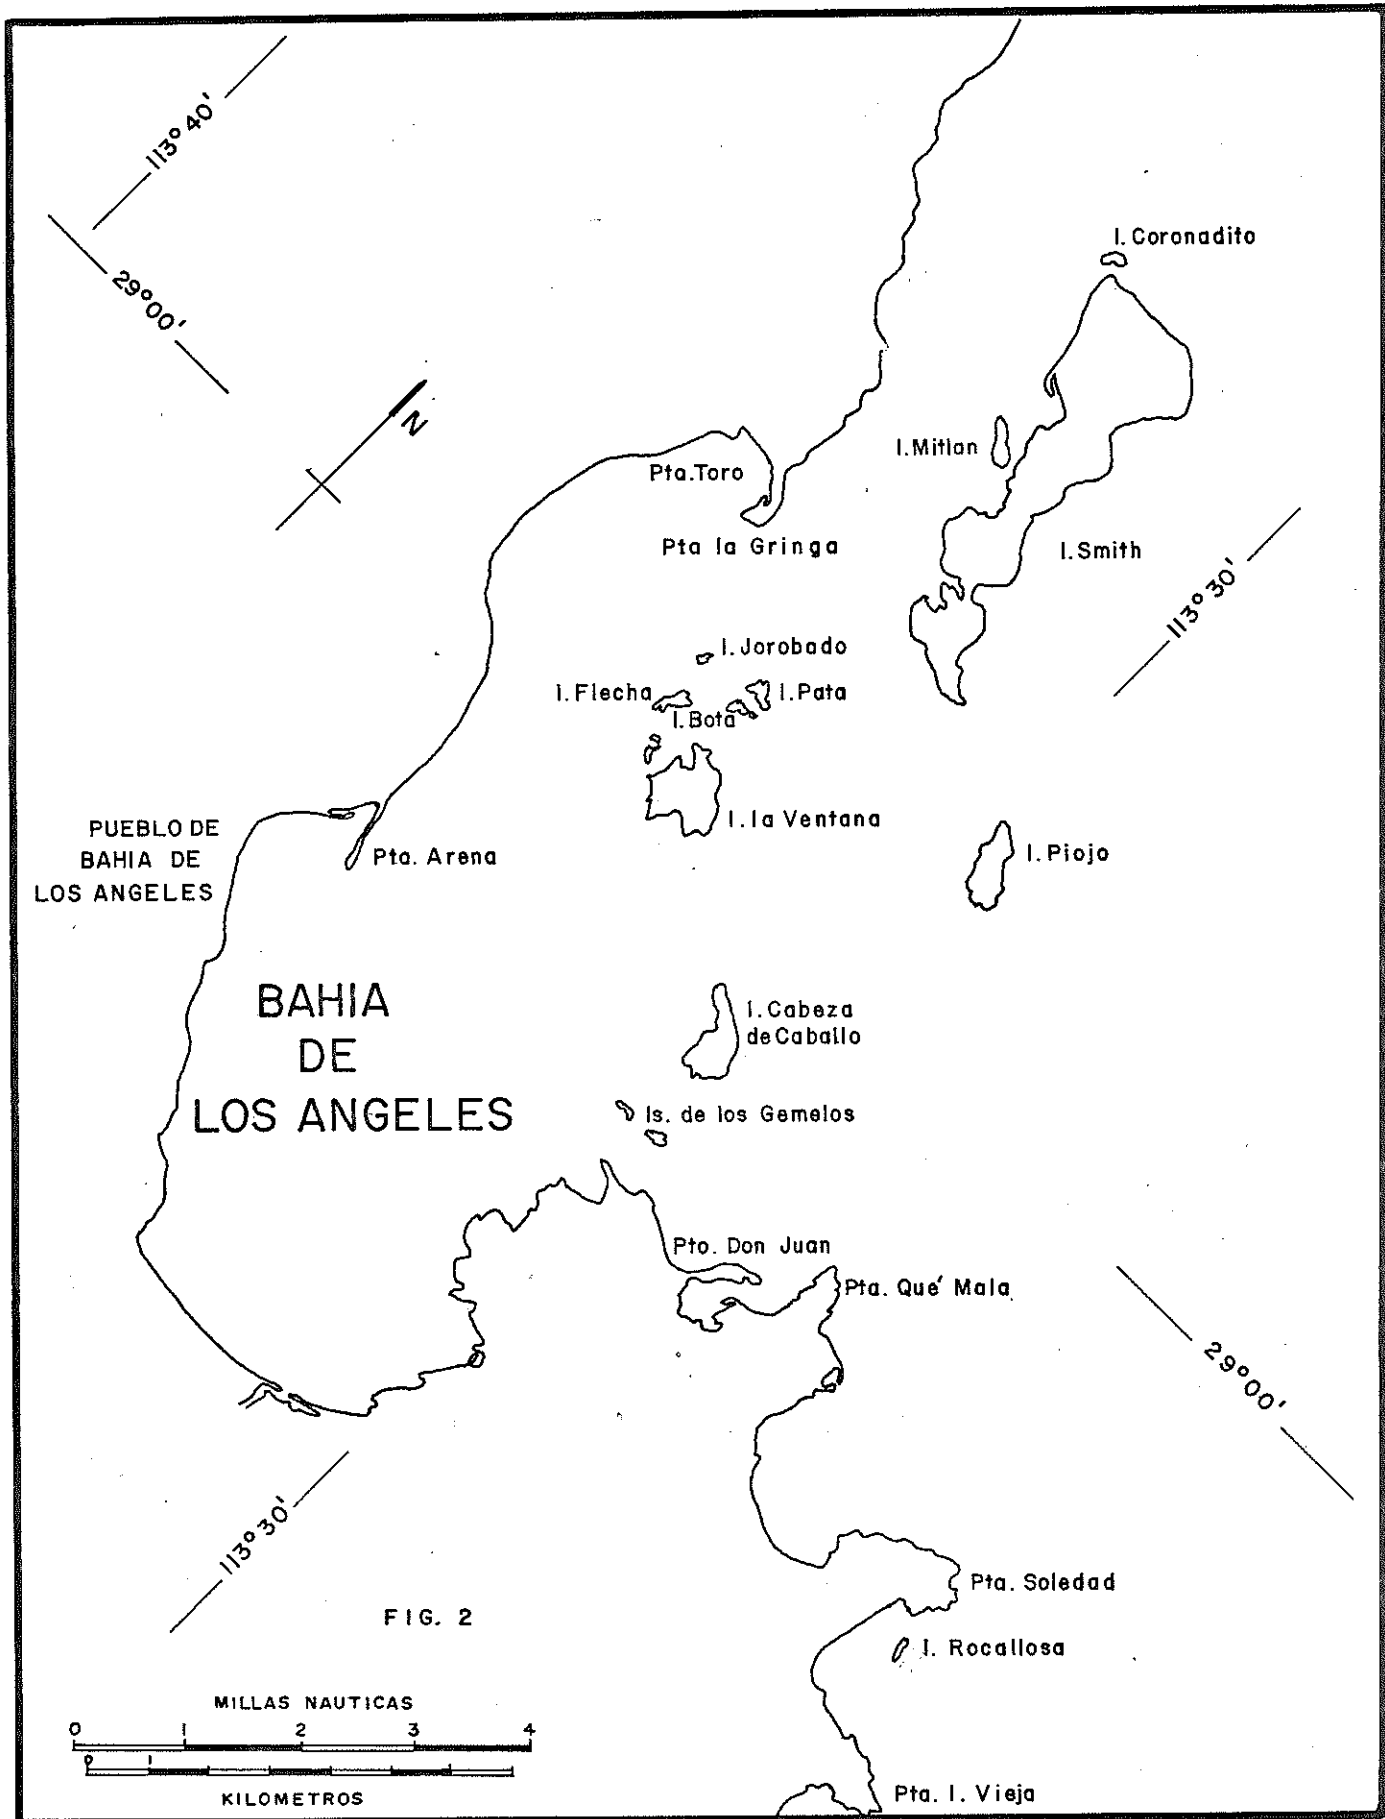 113° 40'
29° 00'
I. Coronadito
N
I. Mitlan
Pta. Toro
Pta la Gringa
I. Smith
113° 30'
I. Jorobado
I. Flecha
I. Pata
I. Bota
I. la Ventana
PUEBLO DE
BAHIA DE
LOS ANGELES
Pta. Arena
I. Piojo
BAHIA
DE
LOS ANGELES
I. Cabeza
de Caballo
Is. de los Gemelos
Pto. Don Juan
Pta. Que' Mala
29° 00'
113° 30'
Pta. Soledad
FIG. 2
I. Rocallosa
MILLAS NAUTICAS
0 1 2 3 4
0 1
KILOMETROS
Pta. I. Vieja